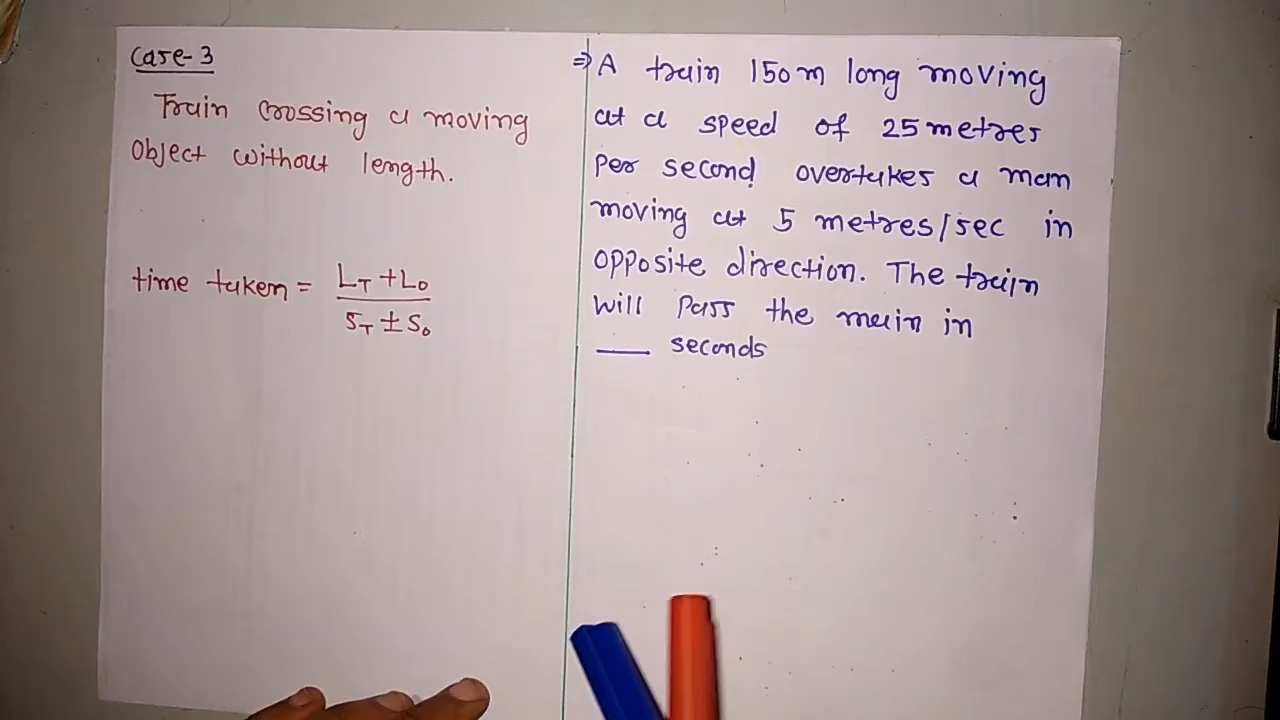 Case-3
Train crossing a moving
object without length.
time taken = L_T + L_O / S_T ± S_O
⇒ A train 150m long moving
at a speed of 25 metres
per second overtakes a man
moving at 5 metres/sec in
opposite direction. The train
will pass the main in
___ seconds